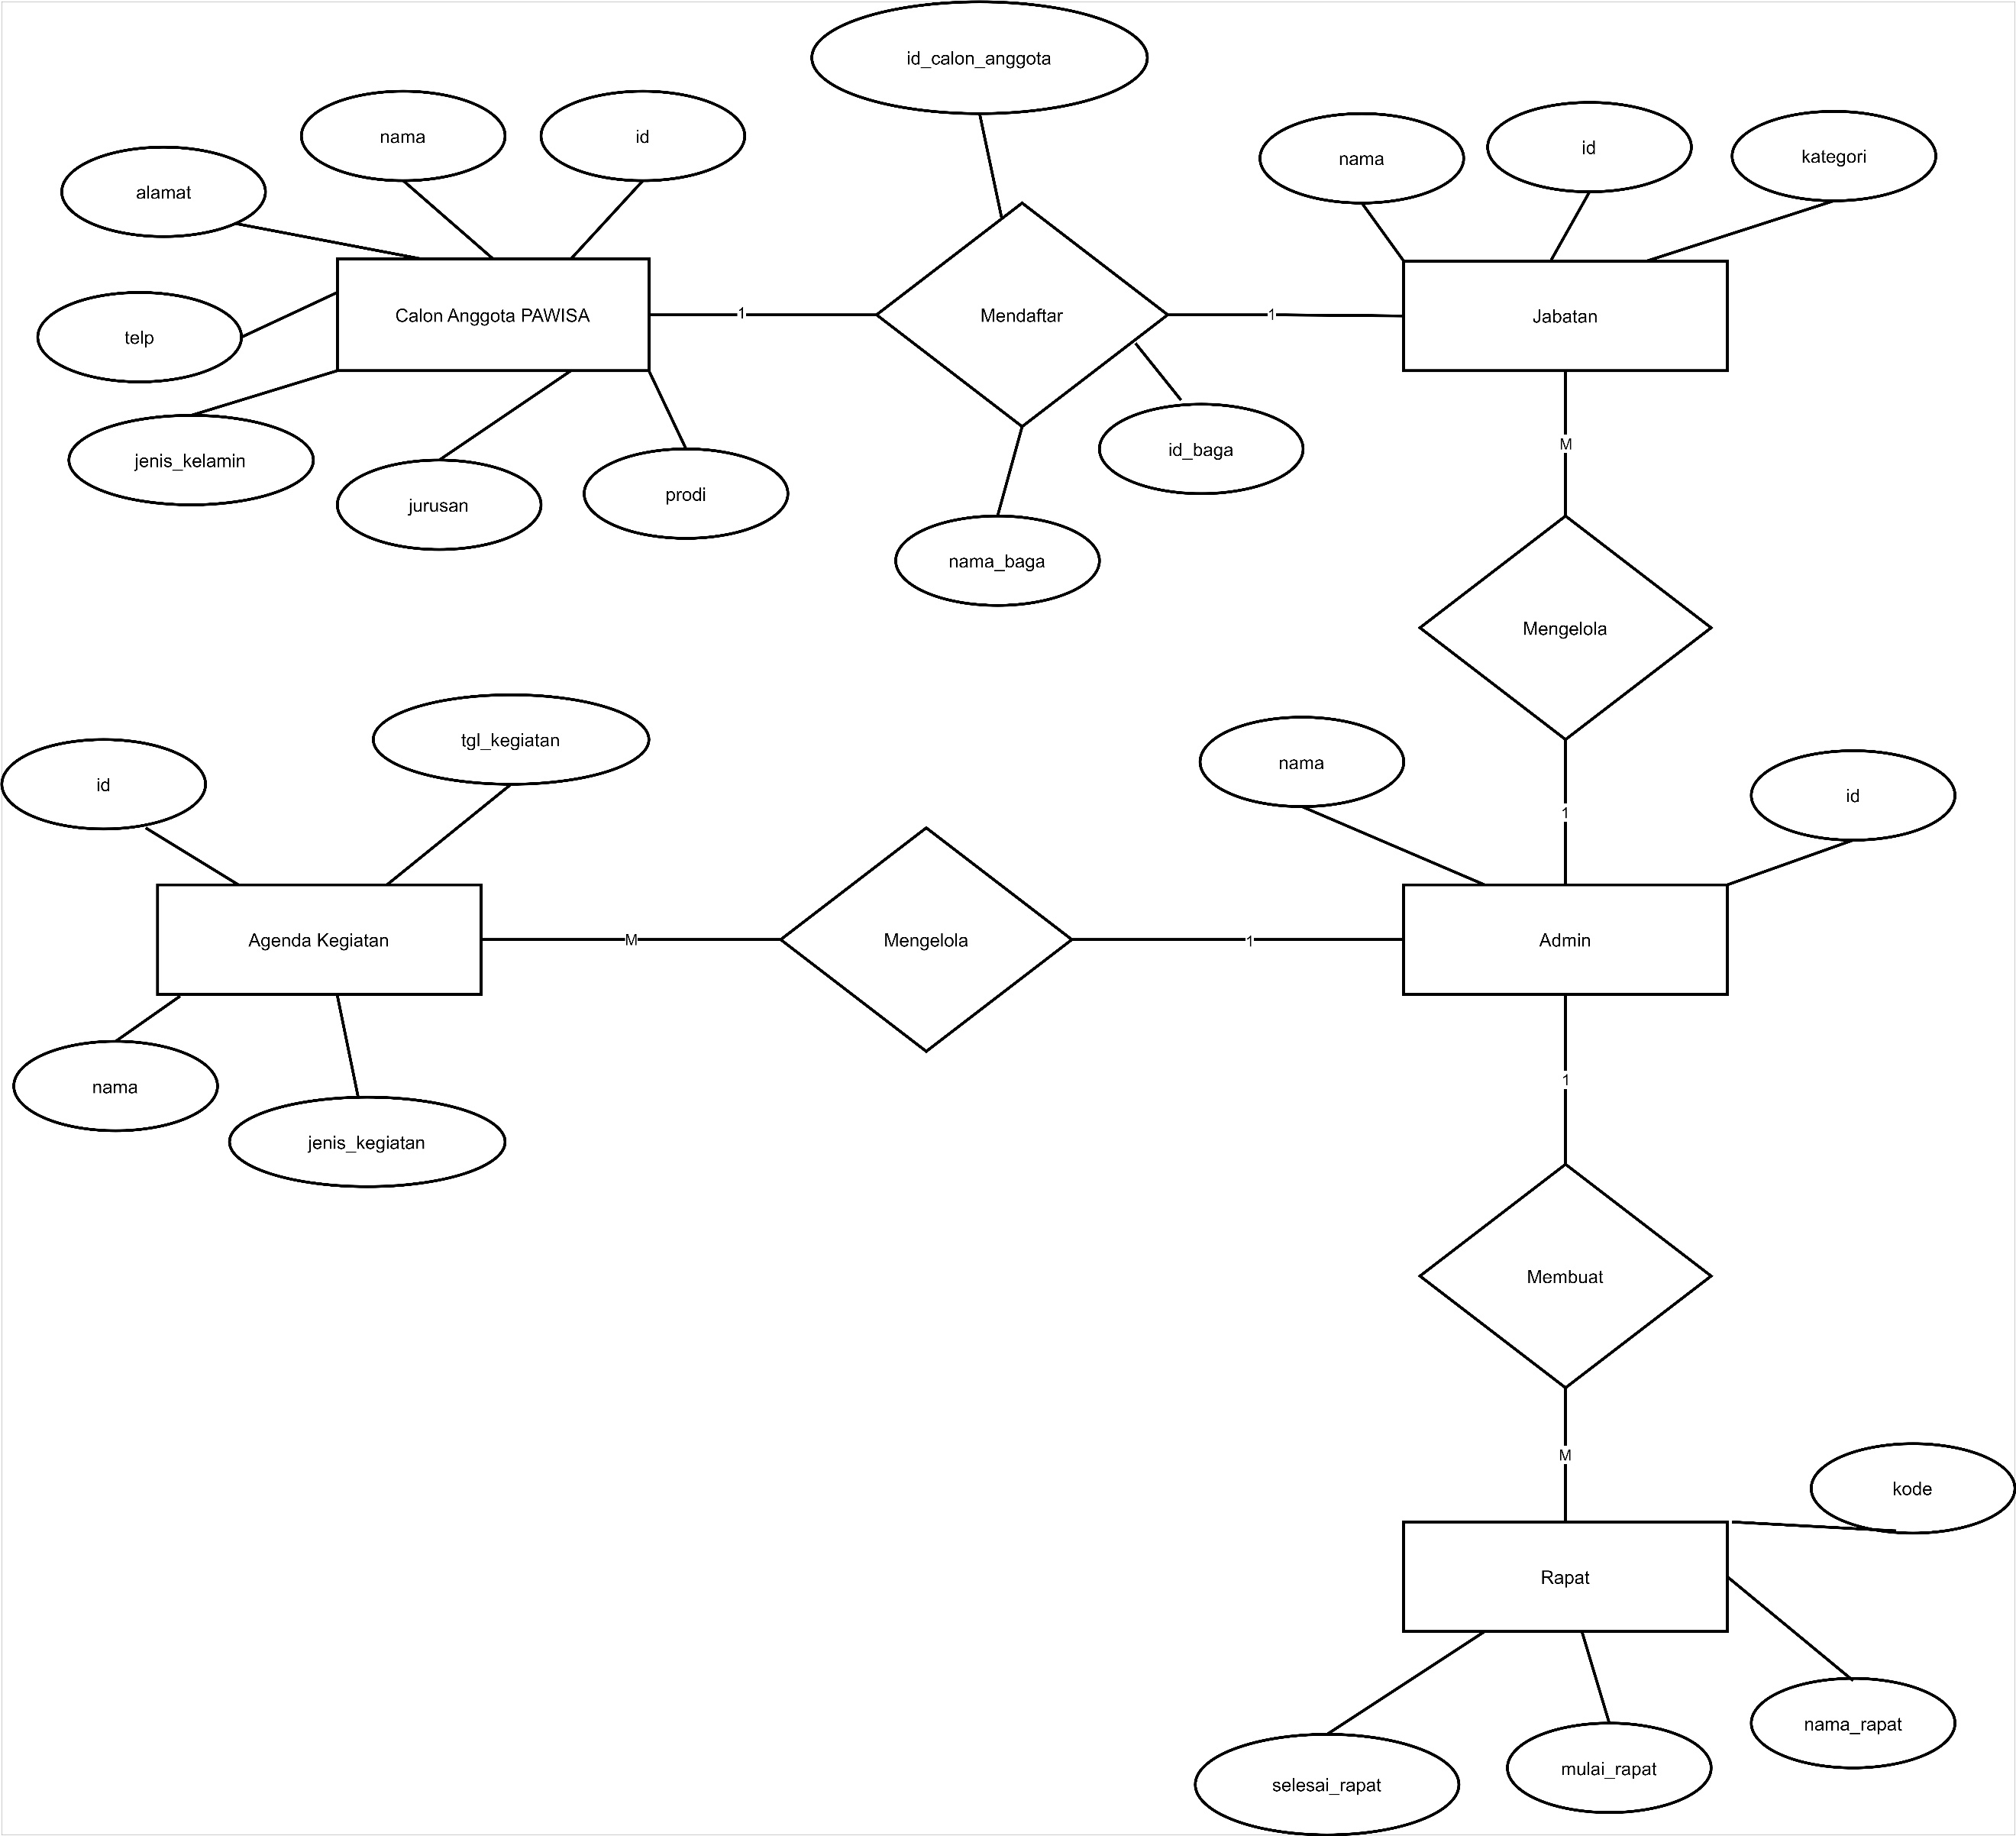 id_calon_anggota
nama
id
alamat
nama
id
kategori
Calon Anggota PAWISA
1
Mendaftar
1
Jabatan
telp
jenis_kelamin
jurusan
prodi
id_baga
nama_baga
M
Mengelola
id
tgl_kegiatan
nama
1
id
Agenda Kegiatan
M
Mengelola
1
Admin
nama
jenis_kegiatan
1
Membuat
M
kode
Rapat
nama_rapat
mulai_rapat
selesai_rapat